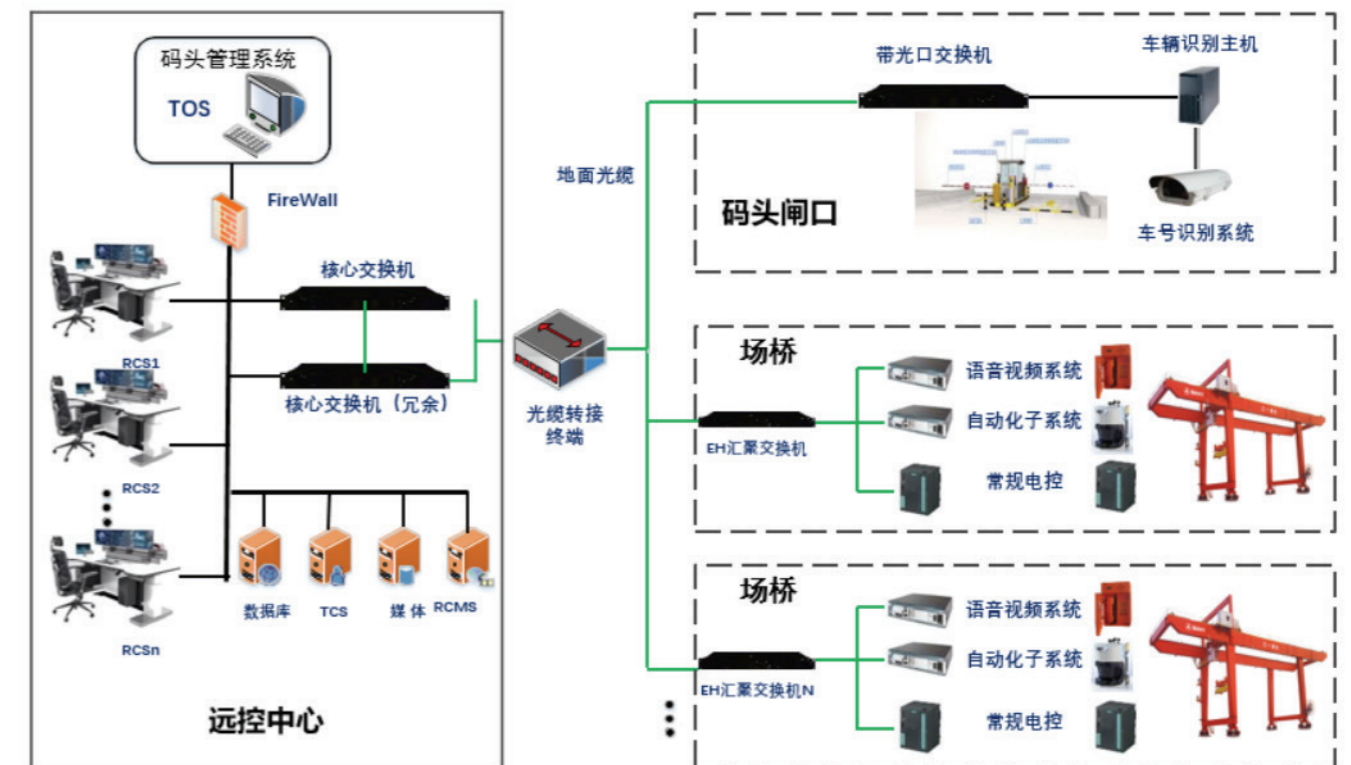 码头管理系统
TOS
FireWall
核心交换机
RCS1
核心交换机（冗余）
RCS2
RCSn
数据库
TCS
媒 体
RCMS
远控中心
地面光缆
光缆转接
终端
带光口交换机
车辆识别主机
码头闸口
车号识别系统
场桥
语音视频系统
自动化子系统
EH汇聚交换机
常规电控
场桥
语音视频系统
自动化子系统
EH汇聚交换机N
常规电控